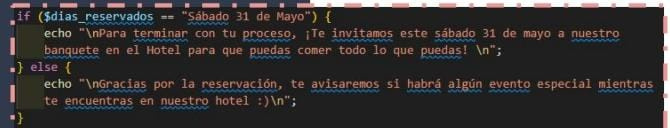 if ($dias_reservados == "Sábado 31 de Mayo") {
echo "\nPara terminar con tu proceso, ¡Te invitamos este sábado 31 de mayo a nuestro
banquete en el Hotel para que puedas comer todo lo que puedas! \n";
} else {
echo "\nGracias por la reservación, te avisaremos si habrá algún evento especial mientras
te encuentras en nuestro hotel :)\n";
}